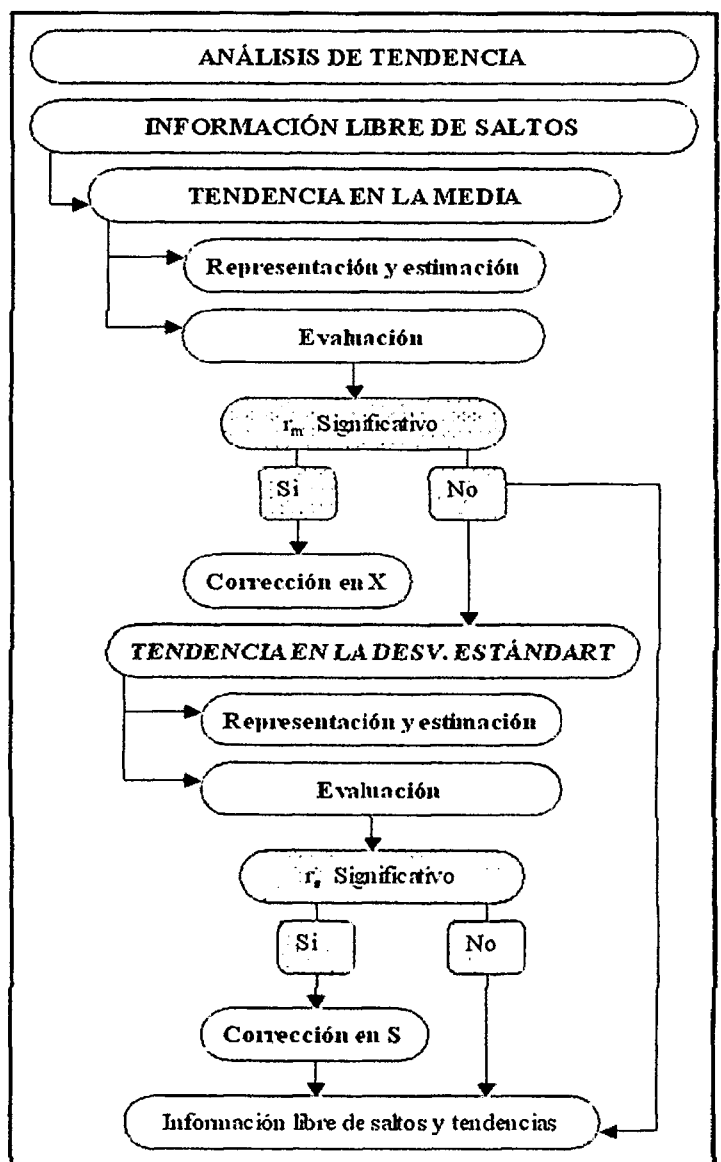 ANÁLISIS DE TENDENCIA
INFORMACIÓN LIBRE DE SALTOS
TENDENCIA EN LA MEDIA
Representación y estimación
Evaluación
rm Significativo
Si
No
Corrección en X
TENDENCIA EN LA DESV. ESTÁNDART
Representación y estimación
Evaluación
rs Significativo
Si
No
Corrección en S
Información libre de saltos y tendencias